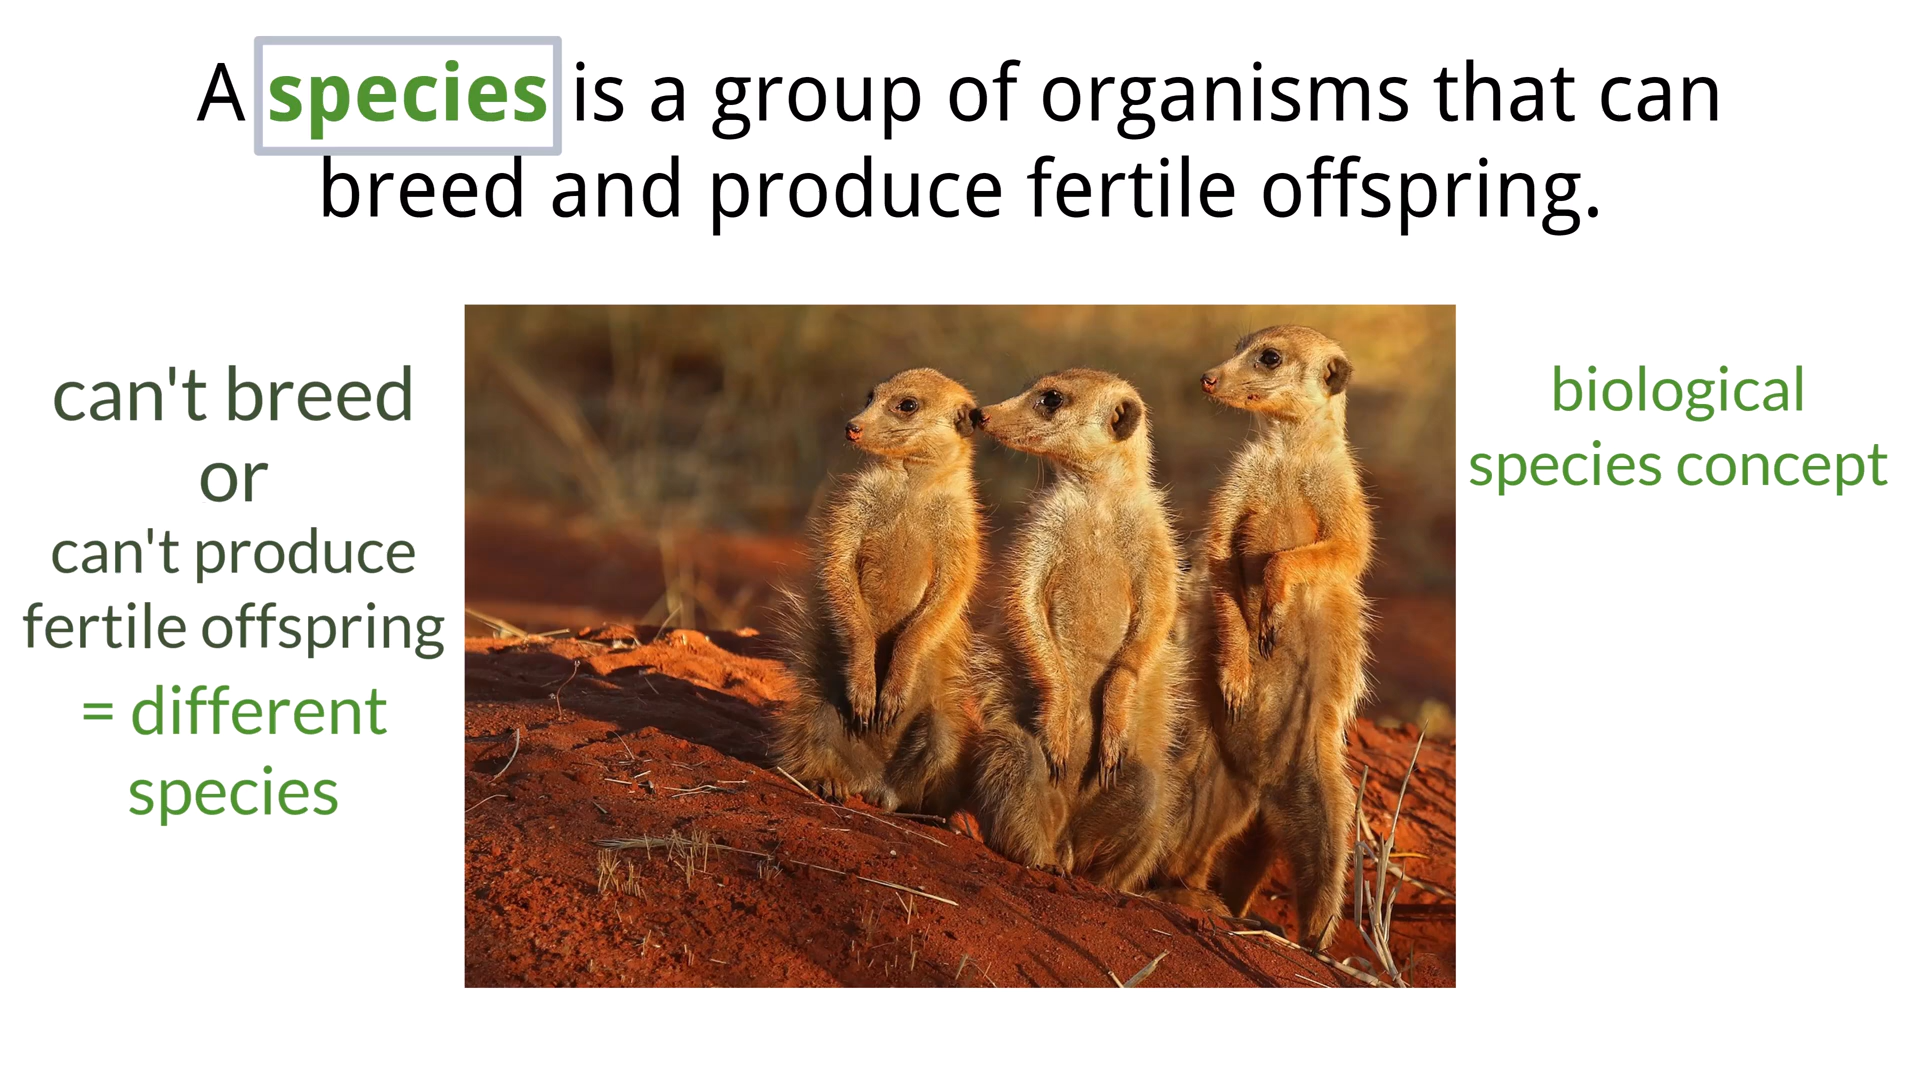 A species is a group of organisms that can
breed and produce fertile offspring.
can't breed
or
can't produce
fertile offspring
= different
species
biological
species concept